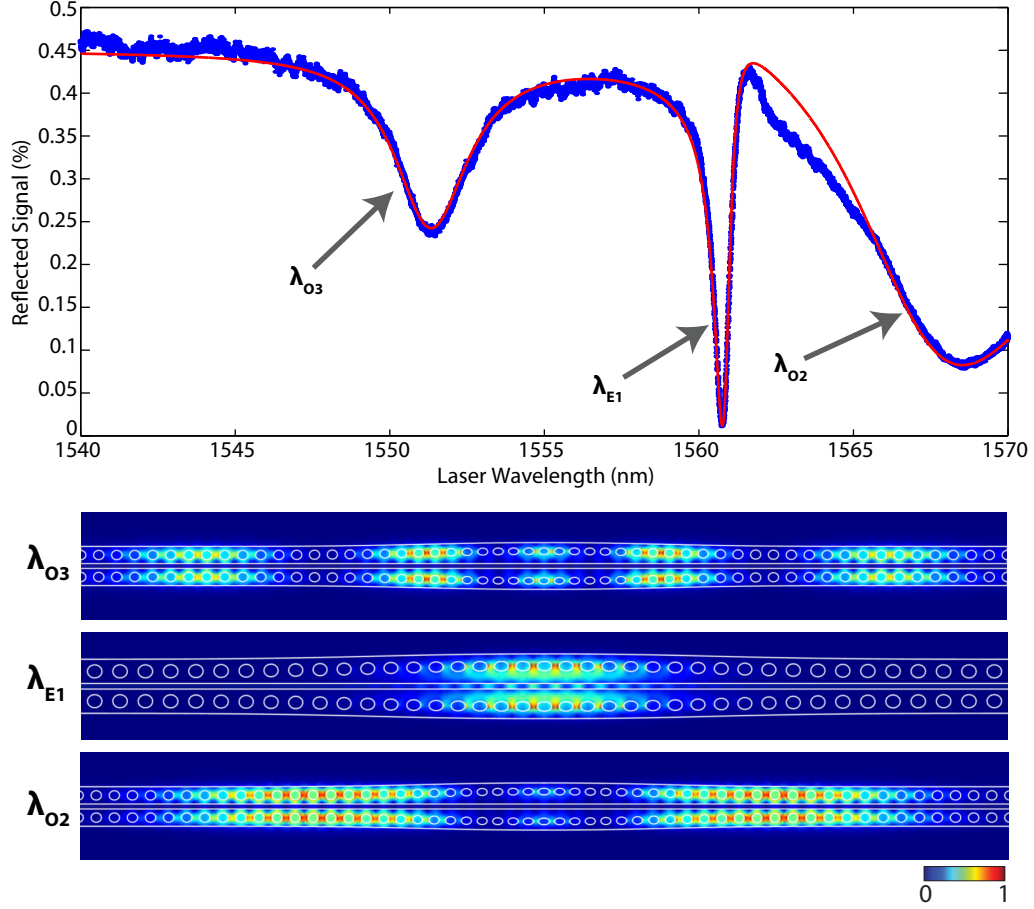 0.5
0.45
0.4
0.35
0.3
0.25
0.2
0.15
0.1
0.05
0
Reflected Signal (%)
λO3
λE1
λO2
1540 1545 1550 1555 1560 1565 1570
Laser Wavelength (nm)
λO3
λE1
λO2
0 1